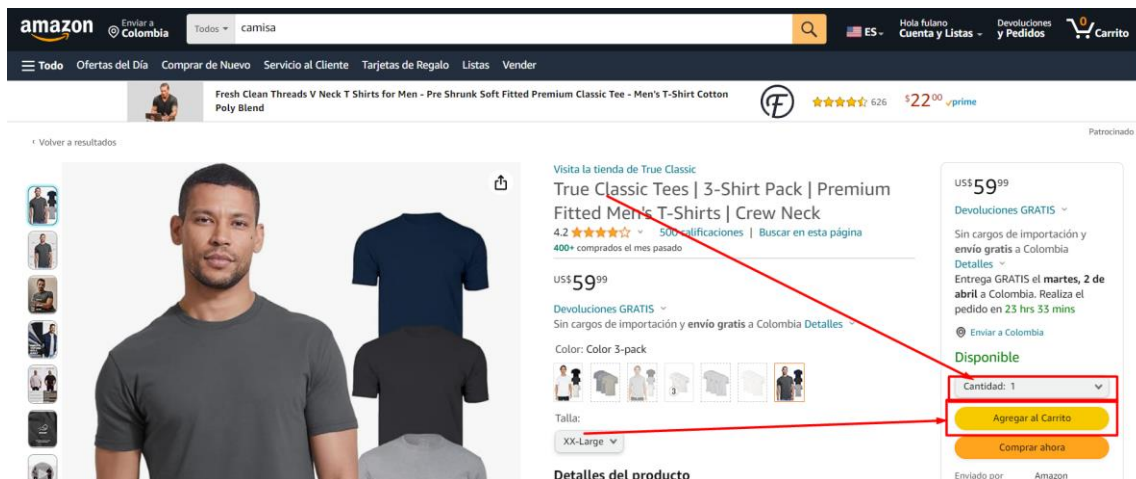 amazon
Enviar a
Colombia
Todos
camisa
ES
Hola fulano
Cuenta y Listas
Devoluciones
y Pedidos
0
Carrito
Todo Ofertas del Día Comprar de Nuevo Servicio al Cliente Tarjetas de Regalo Listas Vender
Fresh Clean Threads V Neck T Shirts for Men - Pre Shrunk Soft Fitted Premium Classic Tee - Men's T-Shirt Cotton
Poly Blend
626
$2200 prime
Patrocinado
‹ Volver a resultados
Visita la tienda de True Classic
True Classic Tees | 3-Shirt Pack | Premium
Fitted Men's T-Shirts | Crew Neck
4.2 500 calificaciones | Buscar en esta página
400+ comprados el mes pasado
US$5999
Devoluciones GRATIS
Sin cargos de importación y envío gratis a Colombia Detalles
Color: Color 3-pack
3
Talla:
XX-Large
Detalles del producto
US$5999
Devoluciones GRATIS
Sin cargos de importación y
envío gratis a Colombia
Detalles
Entrega GRATIS el martes, 2 de
abril a Colombia. Realiza el
pedido en 23 hrs 33 mins
Enviar a Colombia
Disponible
Cantidad: 1
Agregar al Carrito
Comprar ahora
Enviado por Amazon